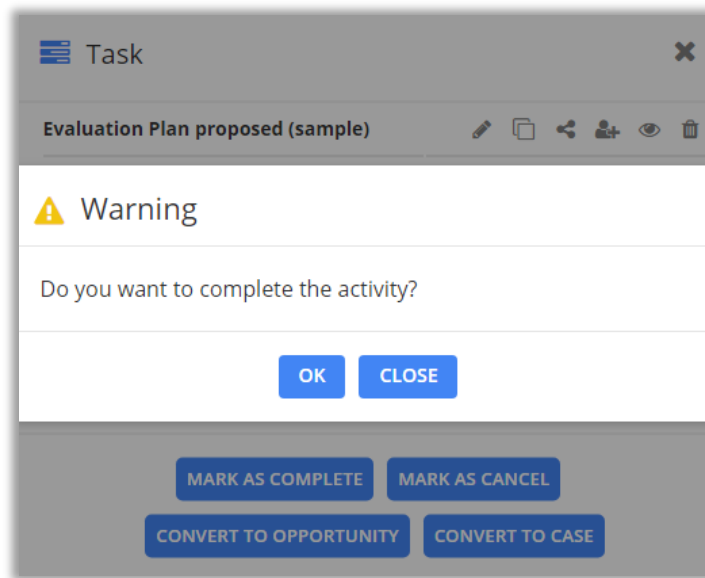 Task
Evaluation Plan proposed (sample)
Warning
Do you want to complete the activity?
OK CLOSE
MARK AS COMPLETE MARK AS CANCEL
CONVERT TO OPPORTUNITY CONVERT TO CASE